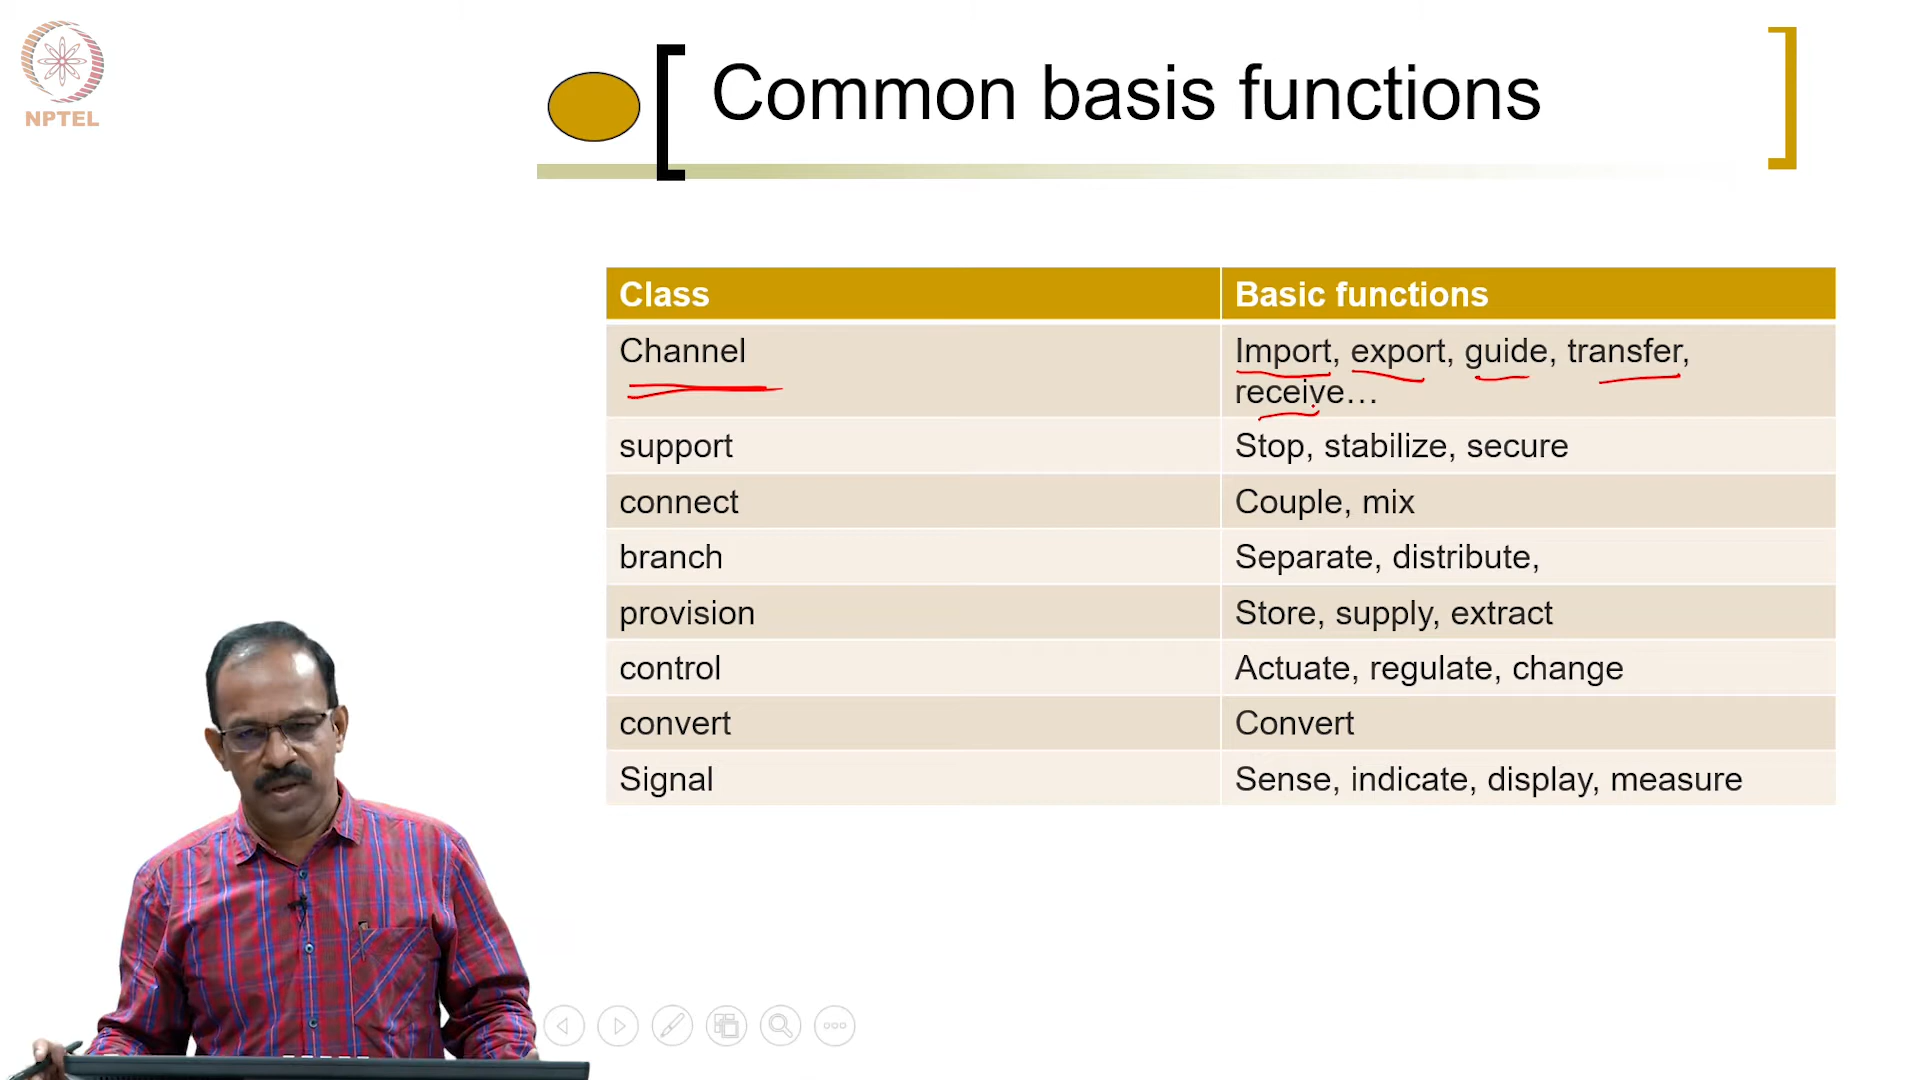 NPTEL
Common basis functions
Class Basic functions
Channel Import, export, guide, transfer,
receive…
support Stop, stabilize, secure
connect Couple, mix
branch Separate, distribute,
provision Store, supply, extract
control Actuate, regulate, change
convert Convert
Signal Sense, indicate, display, measure